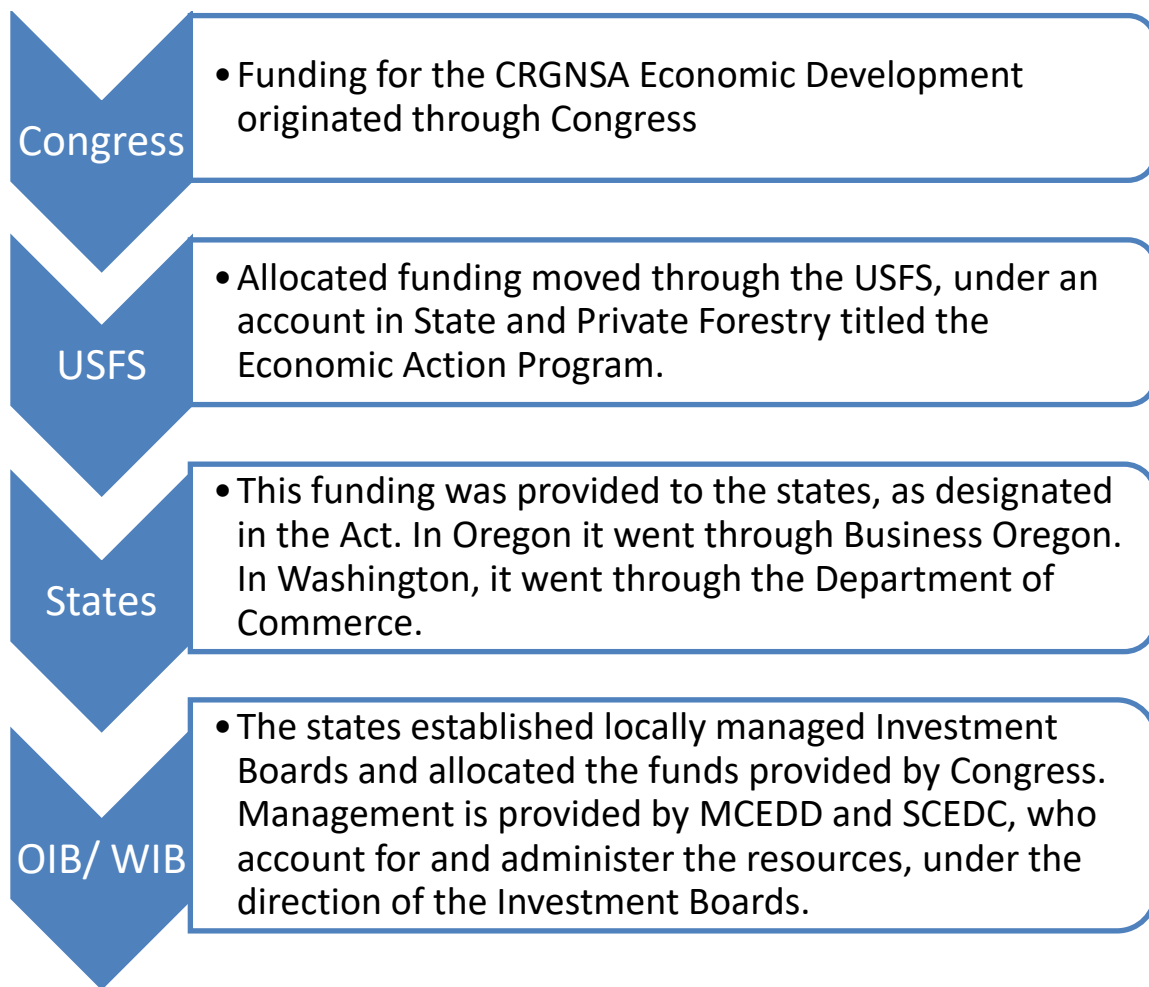 Congress
• Funding for the CRGNSA Economic Development
originated through Congress
USFS
• Allocated funding moved through the USFS, under an
account in State and Private Forestry titled the
Economic Action Program.
States
• This funding was provided to the states, as designated
in the Act. In Oregon it went through Business Oregon.
In Washington, it went through the Department of
Commerce.
OIB/ WIB
• The states established locally managed Investment
Boards and allocated the funds provided by Congress.
Management is provided by MCEDD and SCEDC, who
account for and administer the resources, under the
direction of the Investment Boards.